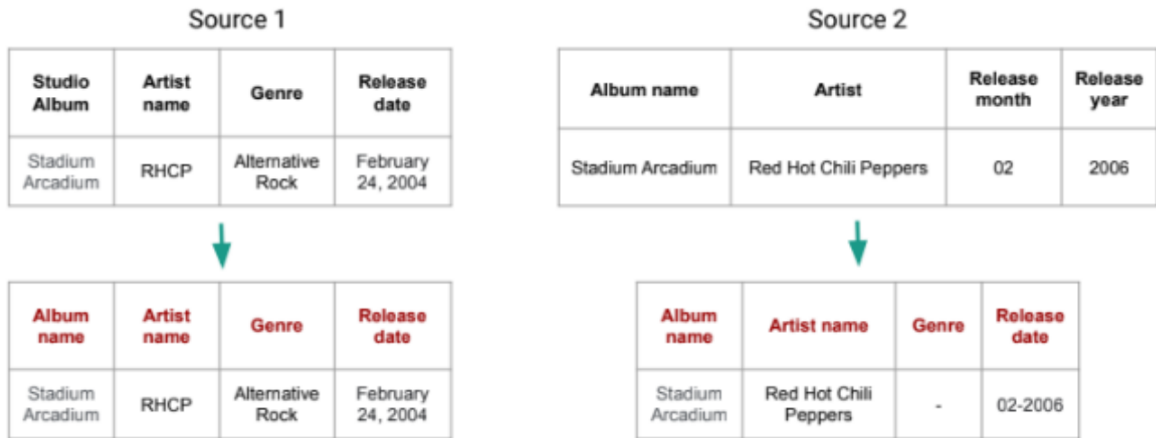 Source 1
Source 2
Studio Album
Artist name
Genre
Release date
Stadium Arcadium
RHCP
Alternative Rock
February 24, 2004
Album name
Artist
Release month
Release year
Stadium Arcadium
Red Hot Chili Peppers
02
2006
Album name
Artist name
Genre
Release date
Stadium Arcadium
RHCP
Alternative Rock
February 24, 2004
Album name
Artist name
Genre
Release date
Stadium Arcadium
Red Hot Chili Peppers
-
02-2006